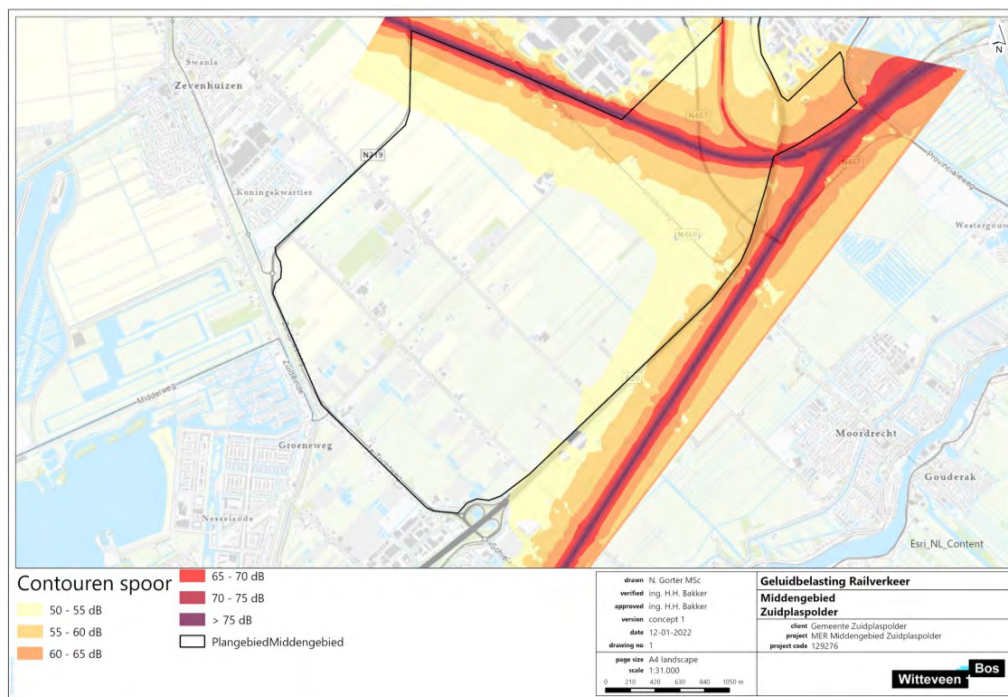 Swanla
Zevenhuizen
N219
Koningskwartier
N457
N457
Provincialeweg
Westergouw
N460
Zuideinde
Middelweg
Groeneweg
Nesselande
Moordrecht
Gouderak
Esri_NL_Content
N
Contouren spoor
50 - 55 dB
55 - 60 dB
60 - 65 dB
65 - 70 dB
70 - 75 dB
> 75 dB
PlangebiedMiddengebied
drawn N. Gorter MSc
verified ing. H.H. Bakker
approved ing. H.H. Bakker
version concept 1
date 12-01-2022
drawing no 1
page size A4 landscape
scale 1:31.000
0 210 420 630 840 1050 m
Geluidbelasting Railverkeer
Middengebied
Zuidplaspolder
client Gemeente Zuidplaspolder
project MER Middengebied Zuidplaspolder
project code 129276
Witteveen Bos